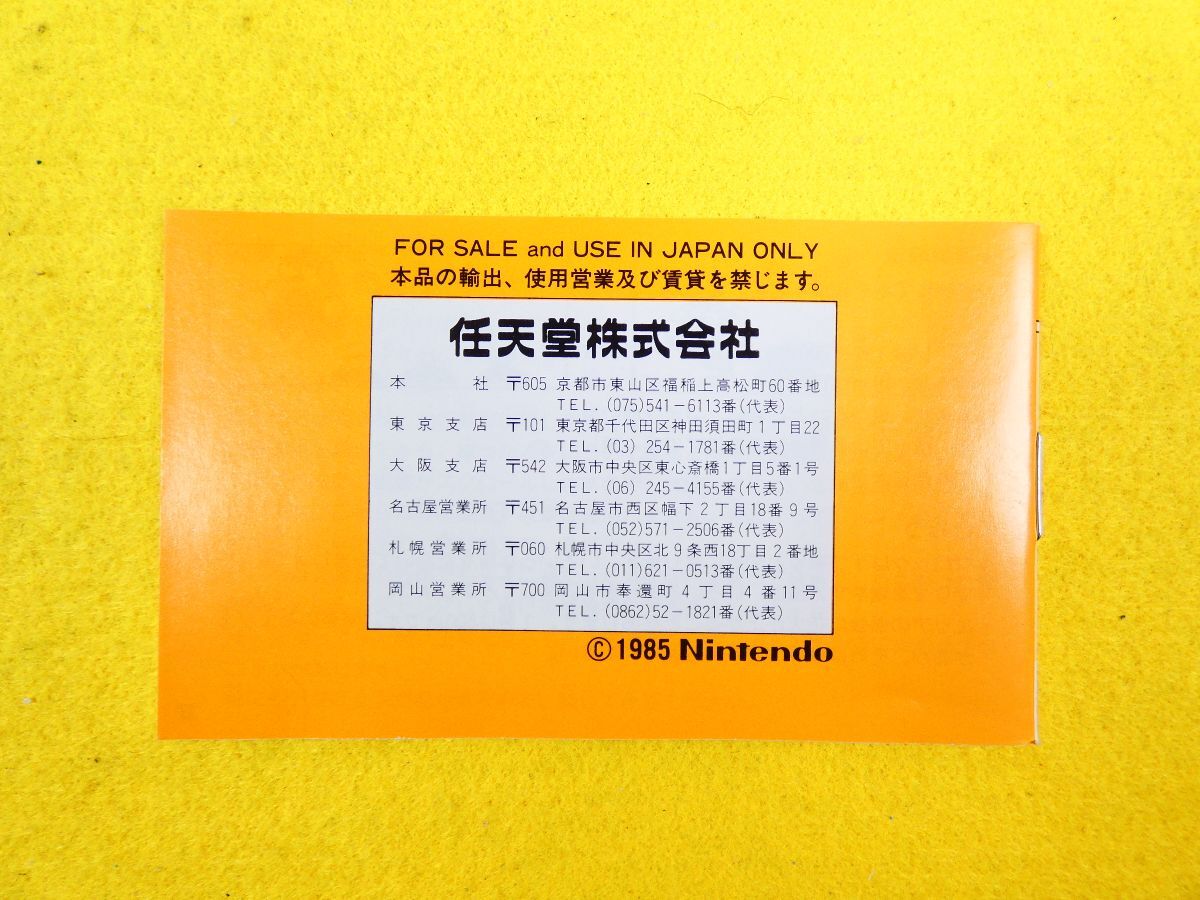 FOR SALE and USE IN JAPAN ONLY
本品の輸出、使用営業及び賃貸を禁じます。
任天堂株式会社
本社 〒605 京都市東山区福稲上高松町60番地
TEL. (075)541-6113番(代表)
東京支店 〒101 東京都千代田区神田須田町1丁目22
TEL. (03) 254-1781番(代表)
大阪支店 〒542 大阪市中央区東心斎橋1丁目5番1号
TEL. (06) 245-4155番(代表)
名古屋営業所 〒451 名古屋市西区幅下2丁目18番9号
TEL. (052)571-2506番(代表)
札幌営業所 〒060 札幌市中央区北9条西18丁目2番地
TEL. (011)621-0513番(代表)
岡山営業所 〒700 岡山市奉還町4丁目4番11号
TEL. (0862)52-1821番(代表)
©1985 Nintendo